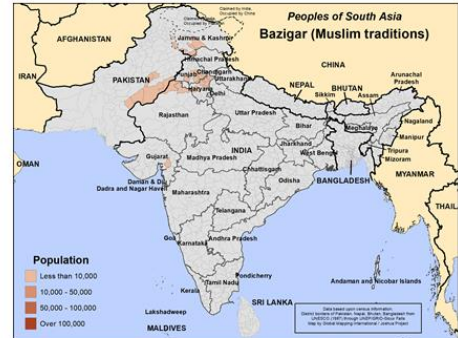 Peoples of South Asia
Bazigar (Muslim traditions)
AFGHANISTAN
Claimed by India,
Occupied by China
Jammu & Kashmir
Himachal Pradesh
CHINA
Chandigarh
Punjab
Uttarakhand
PAKISTAN
Haryana
Delhi
IRAN
NEPAL
BHUTAN
Arunachal
Pradesh
Sikkim
Assam
Rajasthan
Uttar Pradesh
Nagaland
Bihar
Meghalaya
Manipur
Jharkhand
Tripura
Mizoram
OMAN
Gujarat
INDIA
Madhya Pradesh
West Bengal
Chhattisgarh
BANGLADESH
MYANMAR
Daman & Diu
Dadra and Nagar Haveli
Odisha
Maharashtra
THAIL
Telangana
Goa
Andhra Pradesh
Karnataka
Population
Less than 10,000
10,000 - 50,000
50,000 - 100,000
Over 100,000
Pondicherry
Tamil Nadu
Kerala
Andaman and Nicobar Islands
Lakshadweep
SRI LANKA
MALDIVES